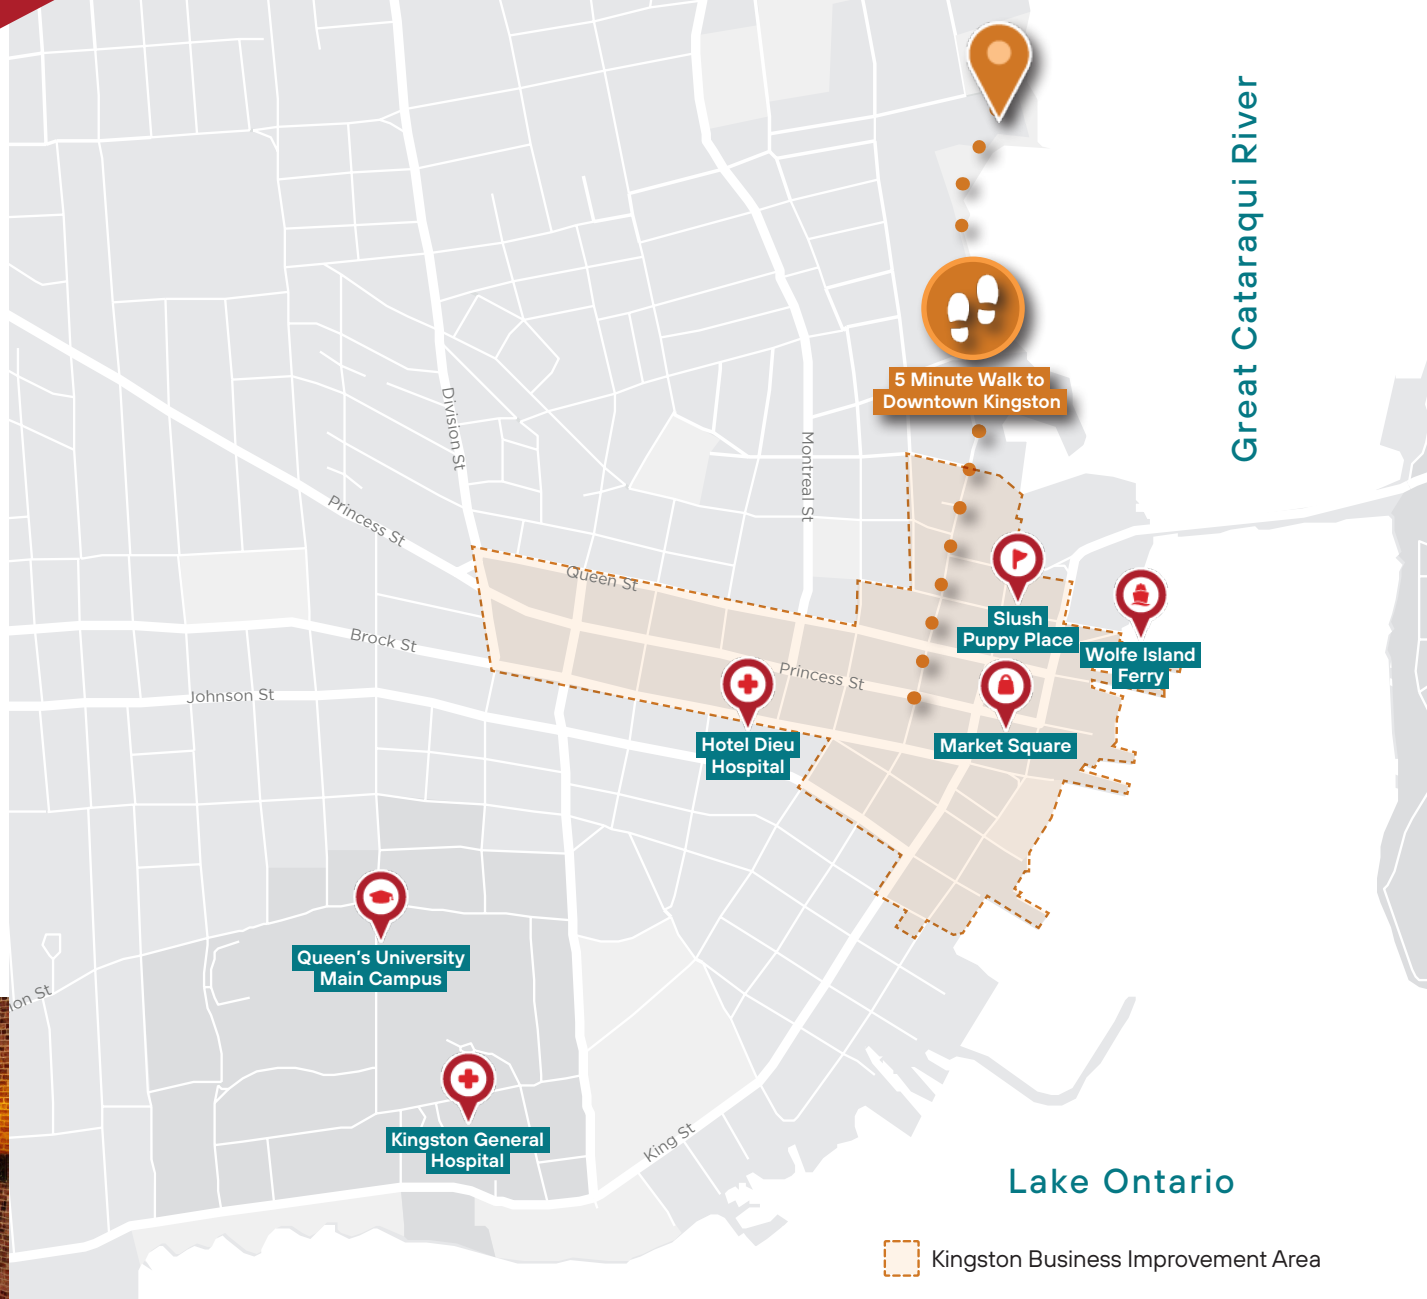 Great Cataraqui River
5 Minute Walk to
Downtown Kingston
Division St
Montreal St
Princess St
Queen St
Slush
Puppy Place
Wolfe Island
Ferry
Brock St
Princess St
Johnson St
Hotel Dieu
Hospital
Market Square
Queen's University
Main Campus
Kingston General
Hospital
King St
Lake Ontario
Kingston Business Improvement Area